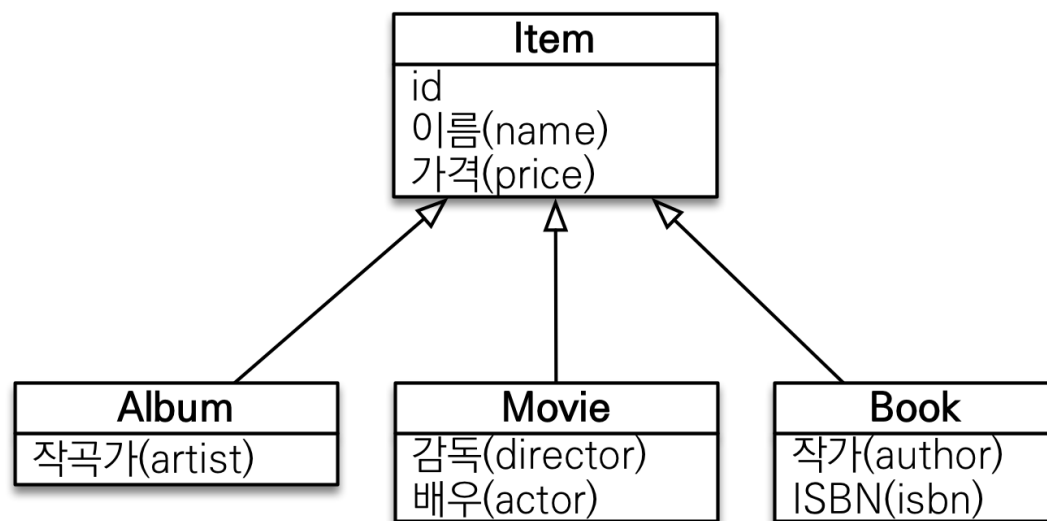 Item
id
이름(name)
가격(price)
Album
작곡가(artist)
Movie
감독(director)
배우(actor)
Book
작가(author)
ISBN(isbn)